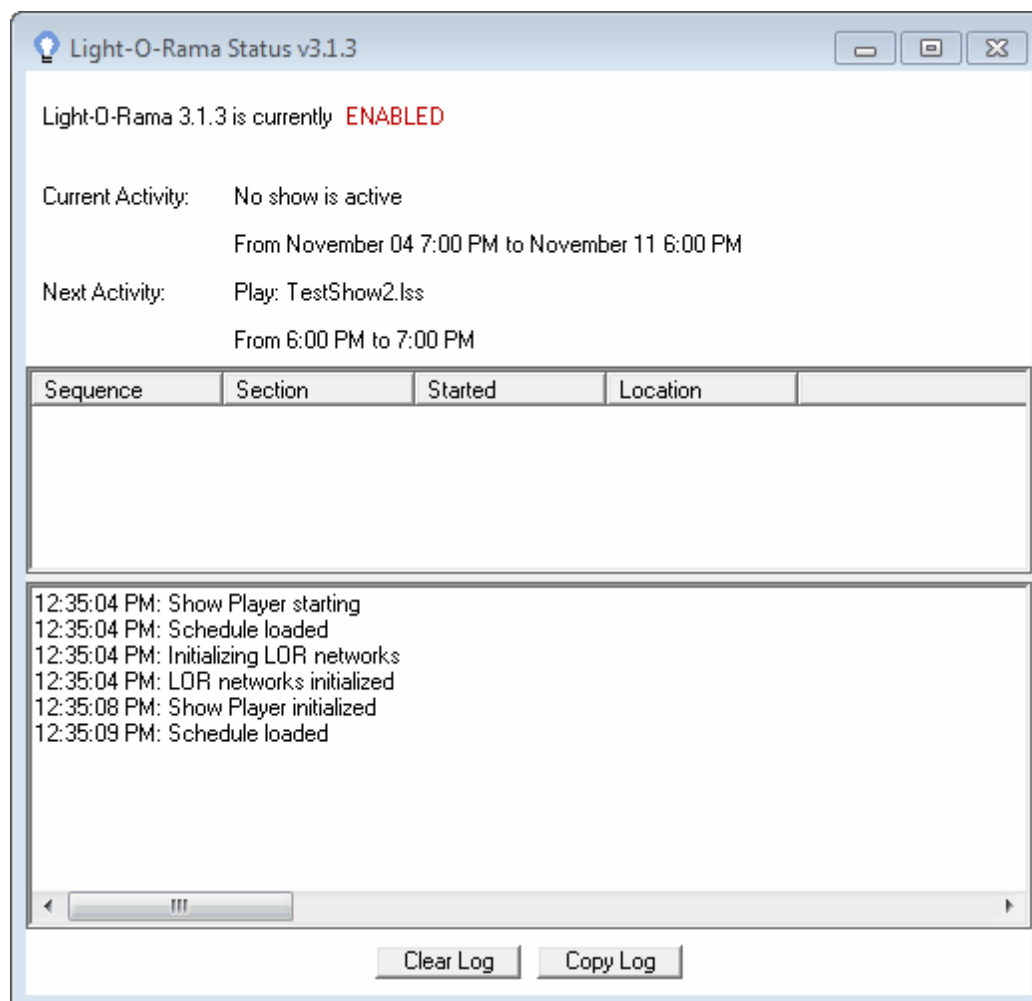 Light-O-Rama Status v3.1.3
Light-O-Rama 3.1.3 is currently ENABLED
Current Activity: No show is active
From November 04 7:00 PM to November 11 6:00 PM
Next Activity: Play: TestShow2.lss
From 6:00 PM to 7:00 PM
Sequence Section Started Location
12:35:04 PM: Show Player starting
12:35:04 PM: Schedule loaded
12:35:04 PM: Initializing LOR networks
12:35:04 PM: LOR networks initialized
12:35:08 PM: Show Player initialized
12:35:09 PM: Schedule loaded
Clear Log Copy Log